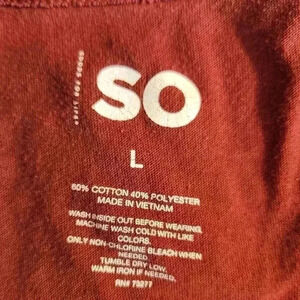 SO
L
60% COTTON 40% POLYESTER
MADE IN VIETNAM
WASH INSIDE OUT BEFORE WEARING.
MACHINE WASH COLD WITH LIKE
COLORS.
ONLY NON-CHLORINE BLEACH WHEN
NEEDED
TUMBLE DRY LOW.
WARM IRON IF NEEDED.
RN# 73277